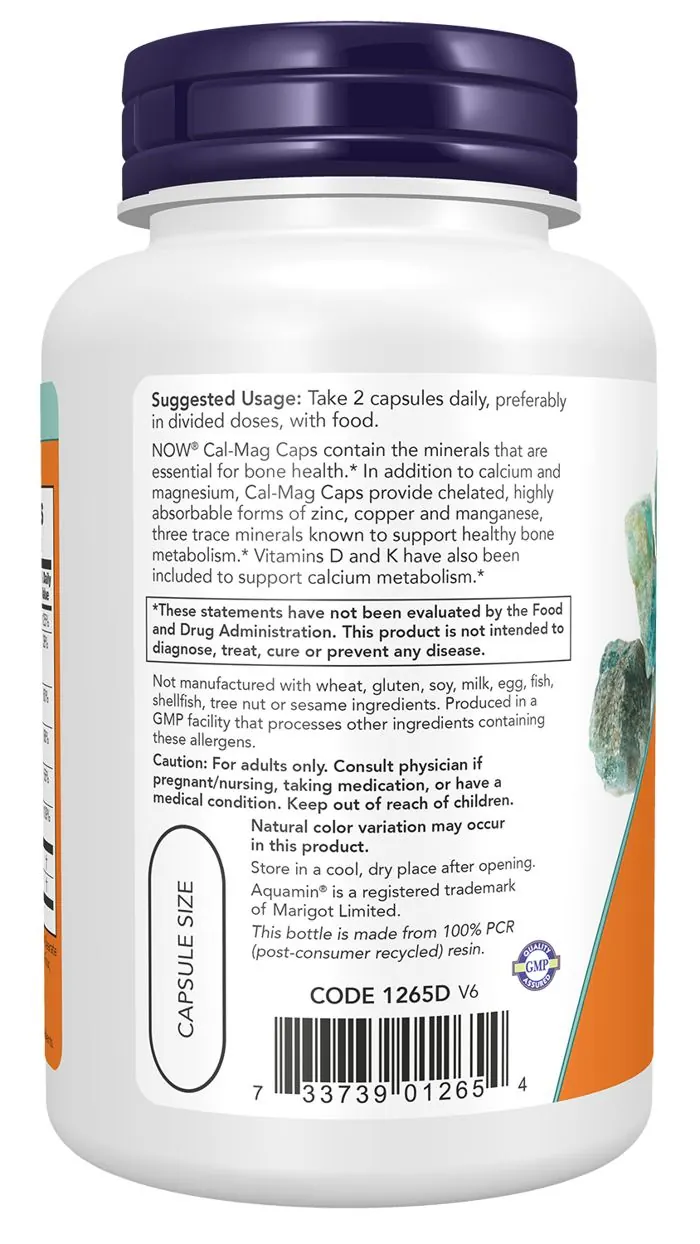 Suggested Usage: Take 2 capsules daily, preferably
in divided doses, with food.
NOW® Cal-Mag Caps contain the minerals that are
essential for bone health.* In addition to calcium and
magnesium, Cal-Mag Caps provide chelated, highly
absorbable forms of zinc, copper and manganese,
three trace minerals known to support healthy bone
metabolism.* Vitamins D and K have also been
included to support calcium metabolism.*
*These statements have not been evaluated by the Food
and Drug Administration. This product is not intended to
diagnose, treat, cure or prevent any disease.
Not manufactured with wheat, gluten, soy, milk, egg, fish,
shellfish, tree nut or sesame ingredients. Produced in a
GMP facility that processes other ingredients containing
these allergens.
Caution: For adults only. Consult physician if
pregnant/nursing, taking medication, or have a
medical condition. Keep out of reach of children.
Natural color variation may occur
in this product.
Store in a cool, dry place after opening.
Aquamin® is a registered trademark
of Marigot Limited.
This bottle is made from 100% PCR
(post-consumer recycled) resin.
CAPSULE SIZE
QUALITY
GMP
ASSURED
CODE 1265D V6
7 33739 01265 4